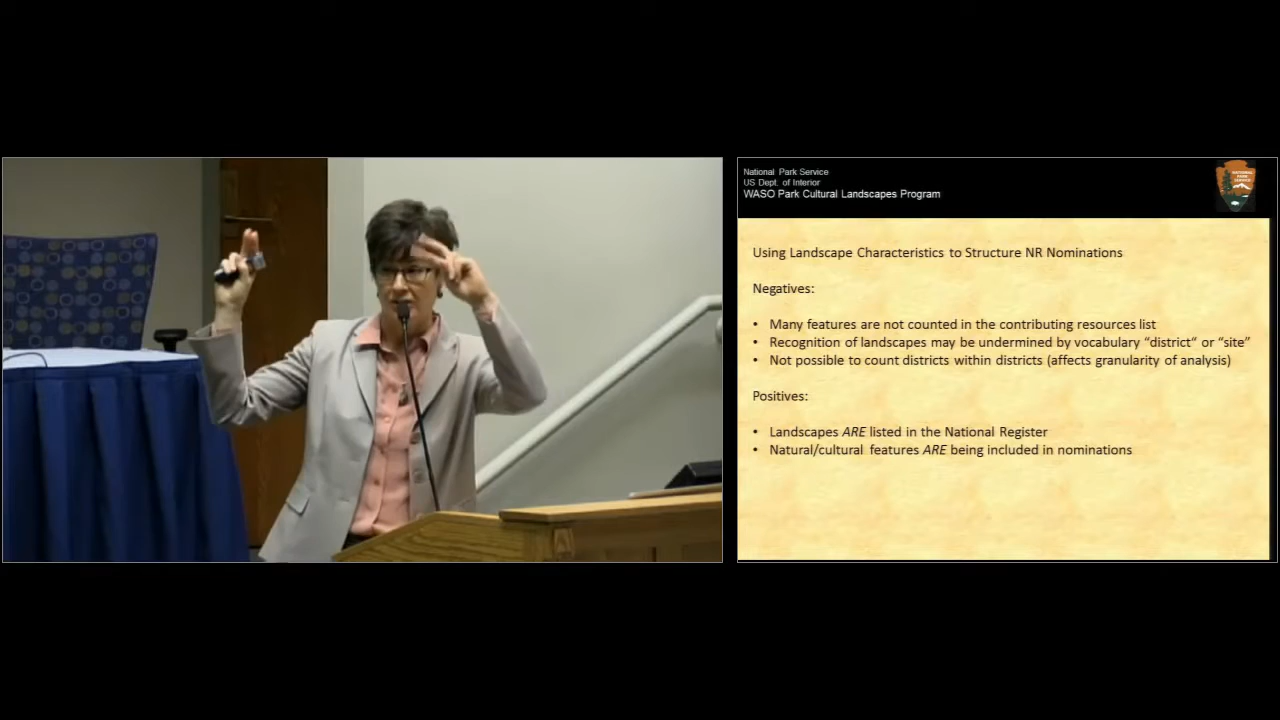 National Park Service
US Dept. of Interior
WASO Park Cultural Landscapes Program
NATIONAL
PARK
SERVICE
Using Landscape Characteristics to Structure NR Nominations
Negatives:
• Many features are not counted in the contributing resources list
• Recognition of landscapes may be undermined by vocabulary “district“ or “site”
• Not possible to count districts within districts (affects granularity of analysis)
Positives:
• Landscapes ARE listed in the National Register
• Natural/cultural features ARE being included in nominations